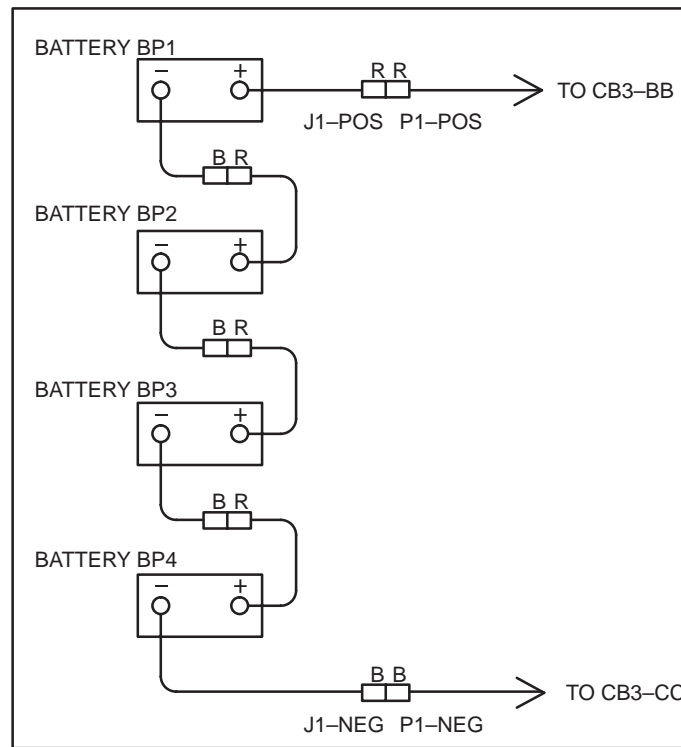 BATTERY BP1
– +
R R
TO CB3–BB
J1–POS P1–POS
B R
BATTERY BP2
– +
B R
BATTERY BP3
– +
B R
BATTERY BP4
– +
B B
TO CB3–CC
J1–NEG P1–NEG